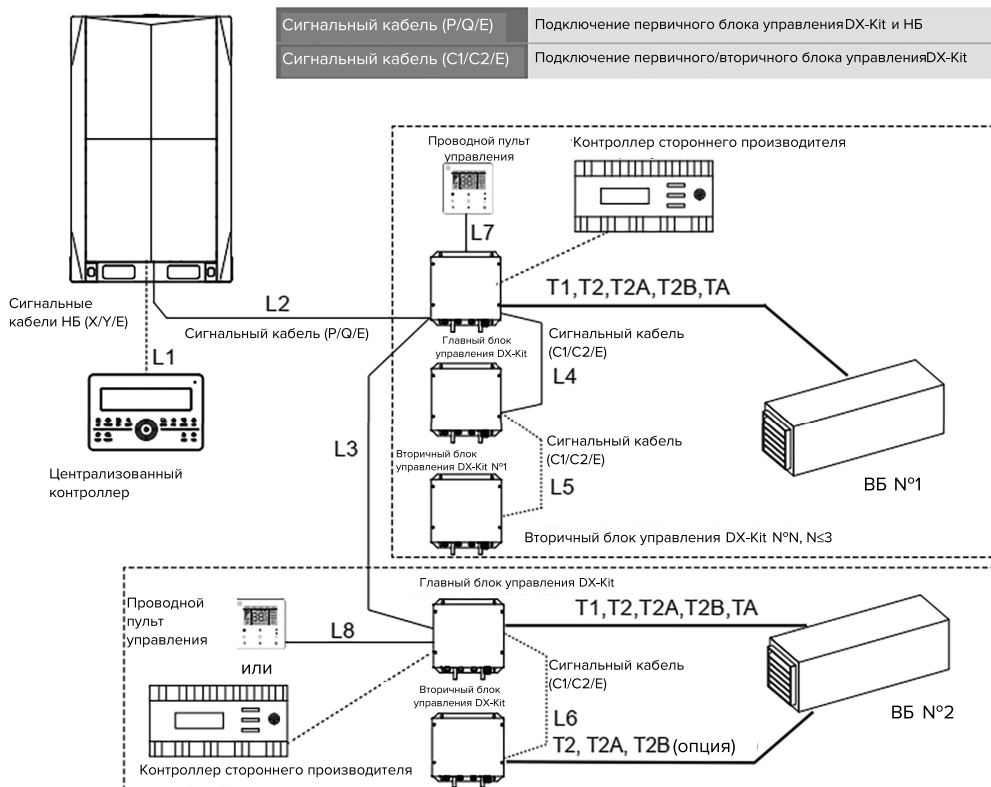 Сигнальный кабель (P/Q/E)
Подключение первичного блока управленияDX-Kit и НБ
Сигнальный кабель (C1/C2/E)
Подключение первичного/вторичного блока управленияDX-Kit
Проводной пульт
управления
Контроллер стороннего производителя
L7
T1,T2,T2A,T2B,TA
Сигнальные
кабели НБ (X/Y/E)
L2
Сигнальный кабель (P/Q/E)
L1
Сигнальный кабель
(C1/C2/E)
Главный блок
управления DX-Kit
L4
L3
Сигнальный кабель
(C1/C2/E)
Вторичный блок
управления DX-Kit №1
L5
Централизованный
контроллер
ВБ №1
Вторичный блок управления DX-Kit №N, N≤3
Главный блок управления DX-Kit
Проводной
пульт
управления
L8
T1,T2,T2A,T2B,TA
или
Сигнальный кабель
(C1/C2/E)
Вторичный блок
управления DX-Kit
L6
T2, T2A, T2B(опция)
ВБ №2
Контроллер стороннего производителя